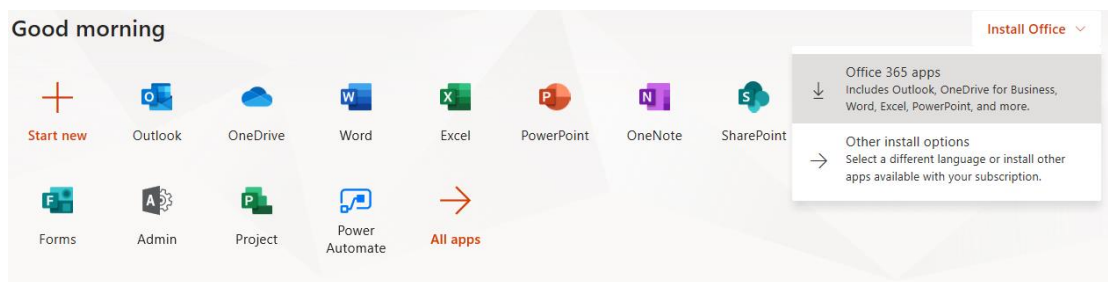 Good morning
Install Office
Office 365 apps
Includes Outlook, OneDrive for Business,
Word, Excel, PowerPoint, and more.
Other install options
Select a different language or install other
apps available with your subscription.
Start new
Outlook
OneDrive
Word
Excel
PowerPoint
OneNote
SharePoint
Forms
Admin
Project
Power
Automate
All apps